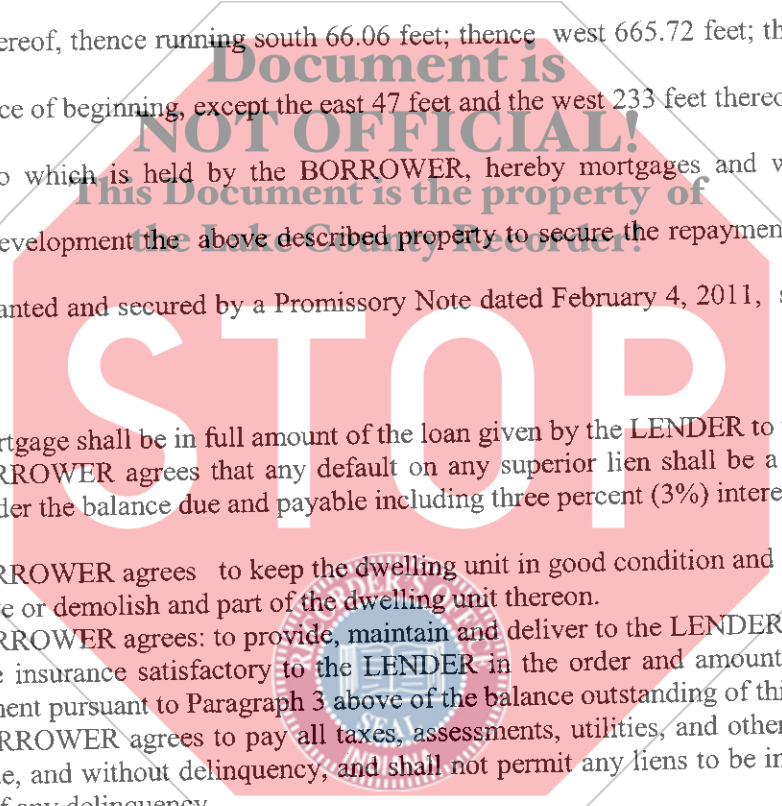 ereof, thence running south 66.06 feet; thence west 665.72 feet; th
Document is
ce of beginning, except the east 47 feet and the west 233 feet thereo
NOT OFFICIAL!
o which is held by the BORROWER, hereby mortgages and w
This Document is the property of
evelopment the above described property to secure the repaymen
the Lake County Recorder!
anted and secured by a Promissory Note dated February 4, 2011, s
STOP
rtgage shall be in full amount of the loan given by the LENDER to
RROWER agrees that any default on any superior lien shall be a
der the balance due and payable including three percent (3%) intere
RROWER agrees to keep the dwelling unit in good condition and
e or demolish and part of the dwelling unit thereon.
RROWER agrees: to provide, maintain and deliver to the LENDER
e insurance satisfactory to the LENDER in the order and amount
nent pursuant to Paragraph 3 above of the balance outstanding of thi
RROWER agrees to pay all taxes, assessments, utilities, and other
e, and without delinquency, and shall not permit any liens to be in
f any delinquency
RECORDER'S OFFICE
SEAL
INDIANA